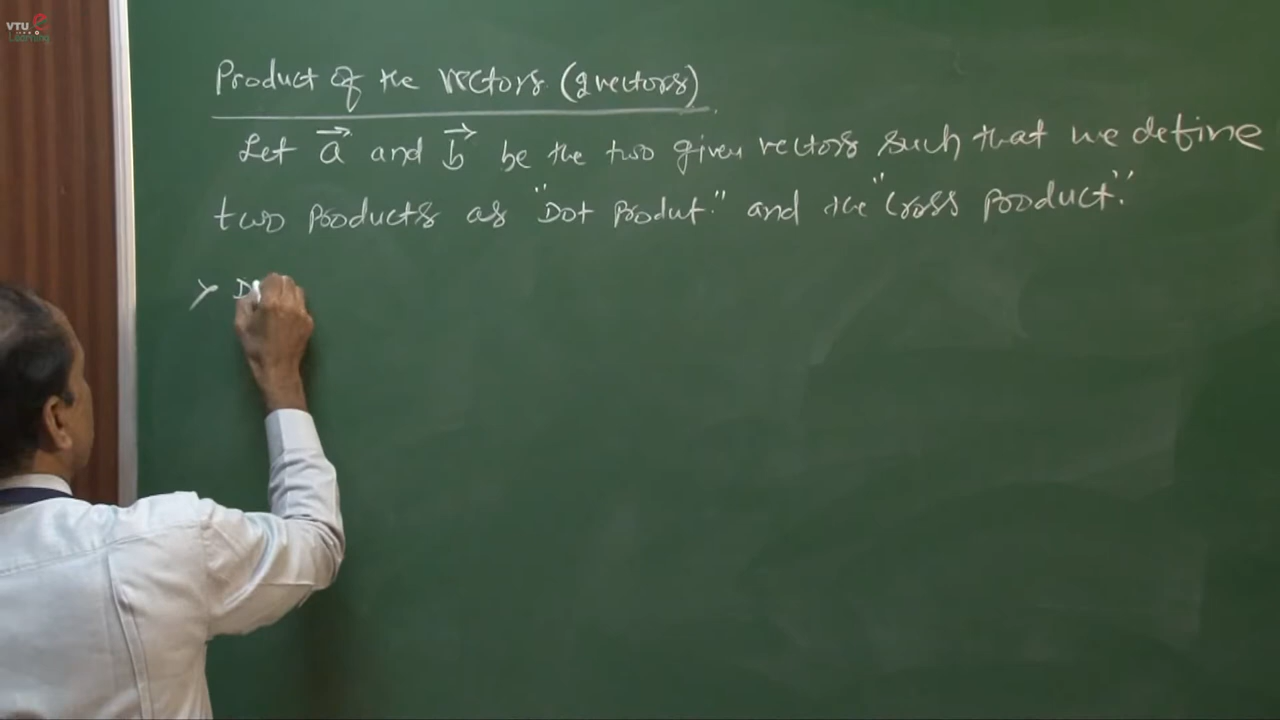 VTU e Learning
Product of the vectors (2 vectors)
Let a⃗ and b⃗ be the two given vectors such that we define
two products as "Dot Produt." and the "Cross product."
> D